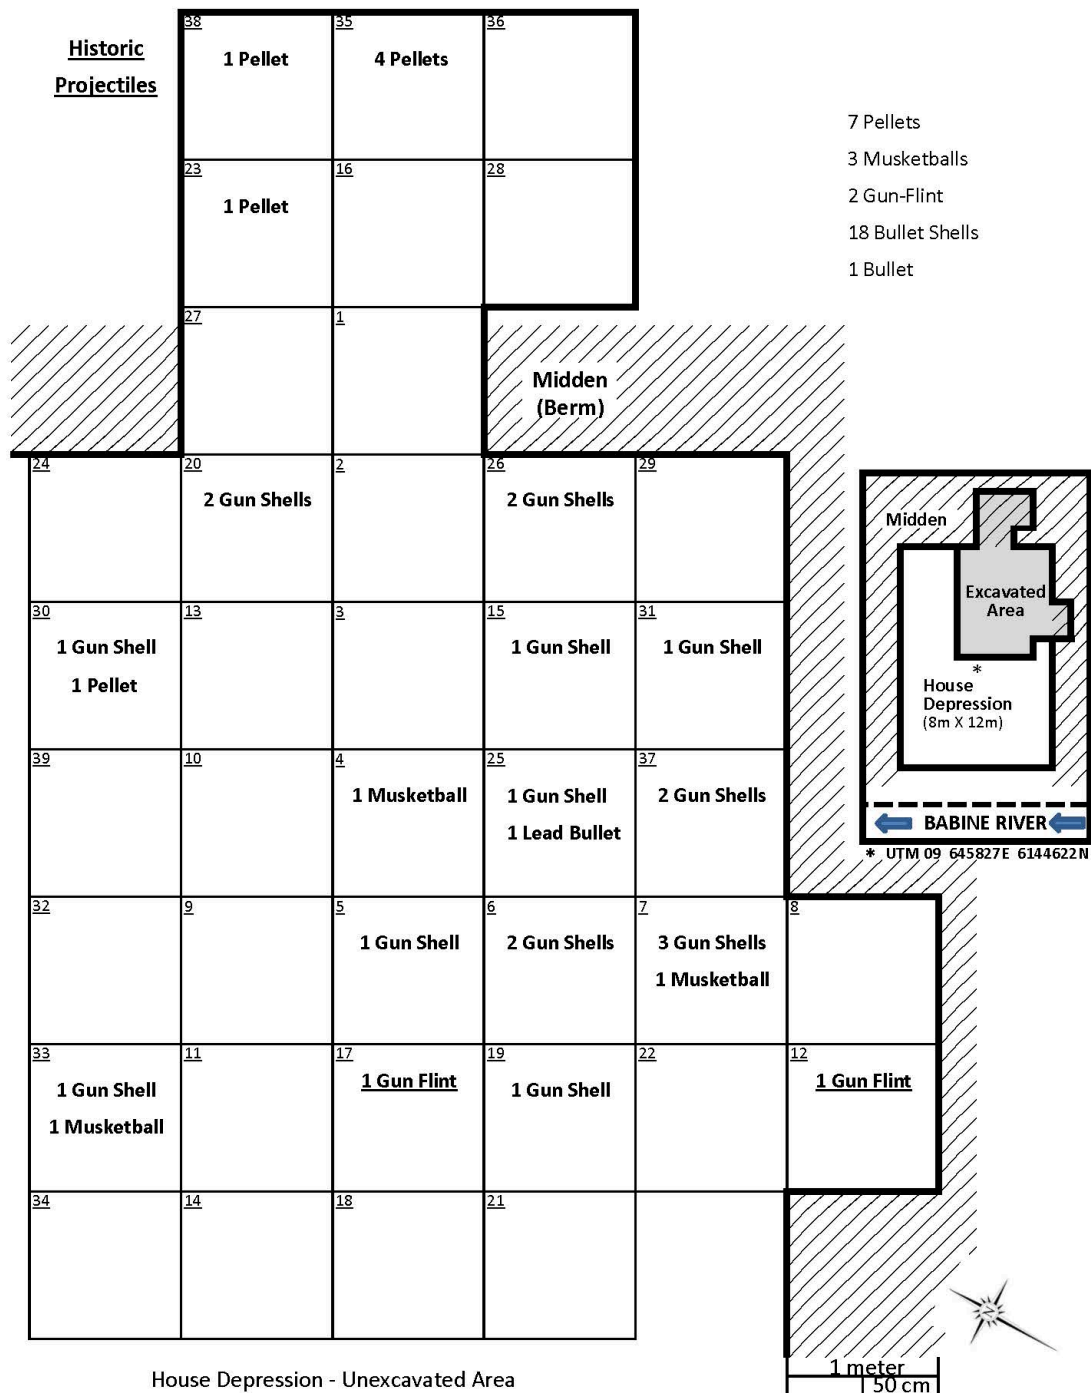 Historic
Projectiles
38
35
36
1 Pellet
4 Pellets
23
16
28
1 Pellet
27
1
7 Pellets
3 Musketballs
2 Gun-Flint
18 Bullet Shells
1 Bullet
Midden
(Berm)
24
20
2
26
29
2 Gun Shells
2 Gun Shells
30
13
3
15
31
1 Gun Shell
1 Pellet
1 Gun Shell
1 Gun Shell
39
10
4
25
37
1 Musketball
1 Gun Shell
1 Lead Bullet
2 Gun Shells
32
9
5
6
7
8
1 Gun Shell
2 Gun Shells
3 Gun Shells
1 Musketball
33
11
17
19
22
12
1 Gun Shell
1 Musketball
1 Gun Flint
1 Gun Shell
1 Gun Flint
34
14
18
21
House Depression - Unexcavated Area
Midden
Excavated
Area
*
House
Depression
(8m X 12m)
BABINE RIVER
* UTM 09 645827E 6144622N
N
1 meter
50 cm